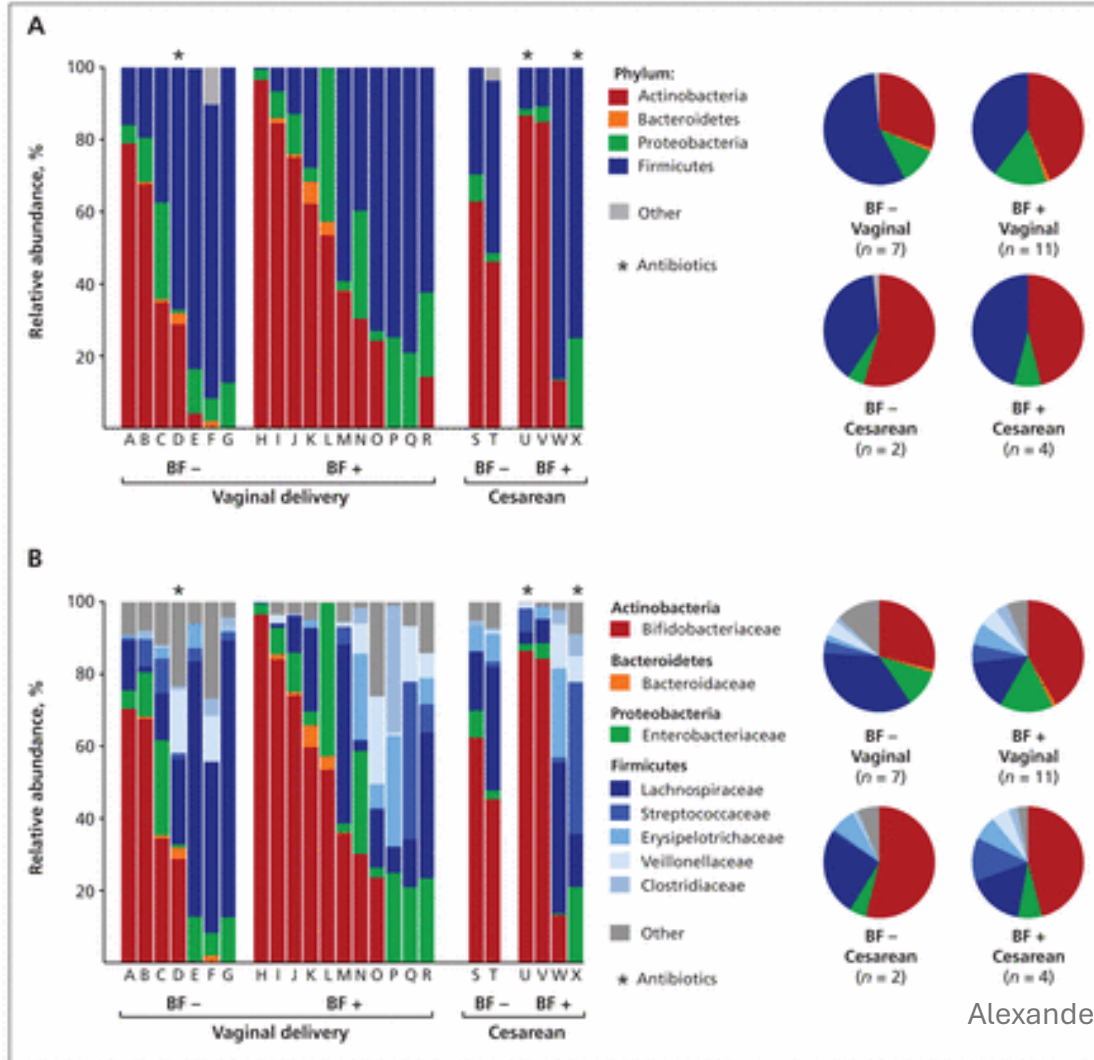 A
* * *
100
80
60
40
20
Relative abundance, %
A B C D E F G H I J K L M N O P Q R S T U V W X
BF – BF + BF – BF +
Vaginal delivery Cesarean
Phylum:
Actinobacteria
Bacteroidetes
Proteobacteria
Firmicutes
Other
* Antibiotics
BF –
Vaginal
(n = 7)
BF +
Vaginal
(n = 11)
BF –
Cesarean
(n = 2)
BF +
Cesarean
(n = 4)
B
* * *
100
80
60
40
20
Relative abundance, %
A B C D E F G H I J K L M N O P Q R S T U V W X
BF – BF + BF – BF +
Vaginal delivery Cesarean
Actinobacteria
Bifidobacteriaceae
Bacteroidetes
Bacteroidaceae
Proteobacteria
Enterobacteriaceae
Firmicutes
Lachnospiraceae
Streptococcaceae
Erysipelotrichaceae
Veillonellaceae
Clostridiaceae
Other
* Antibiotics
BF –
Vaginal
(n = 7)
BF +
Vaginal
(n = 11)
BF –
Cesarean
(n = 2)
BF +
Cesarean
(n = 4)
Alexande